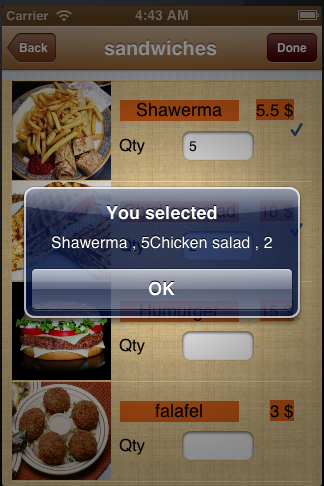 Carrier 4:43 AM
Back sandwiches Done
Shawerma 5.5 $
Qty 5
10 $
You selected
Shawerma , 5Chicken salad , 2
OK
Qty
falafel 3 $
Qty